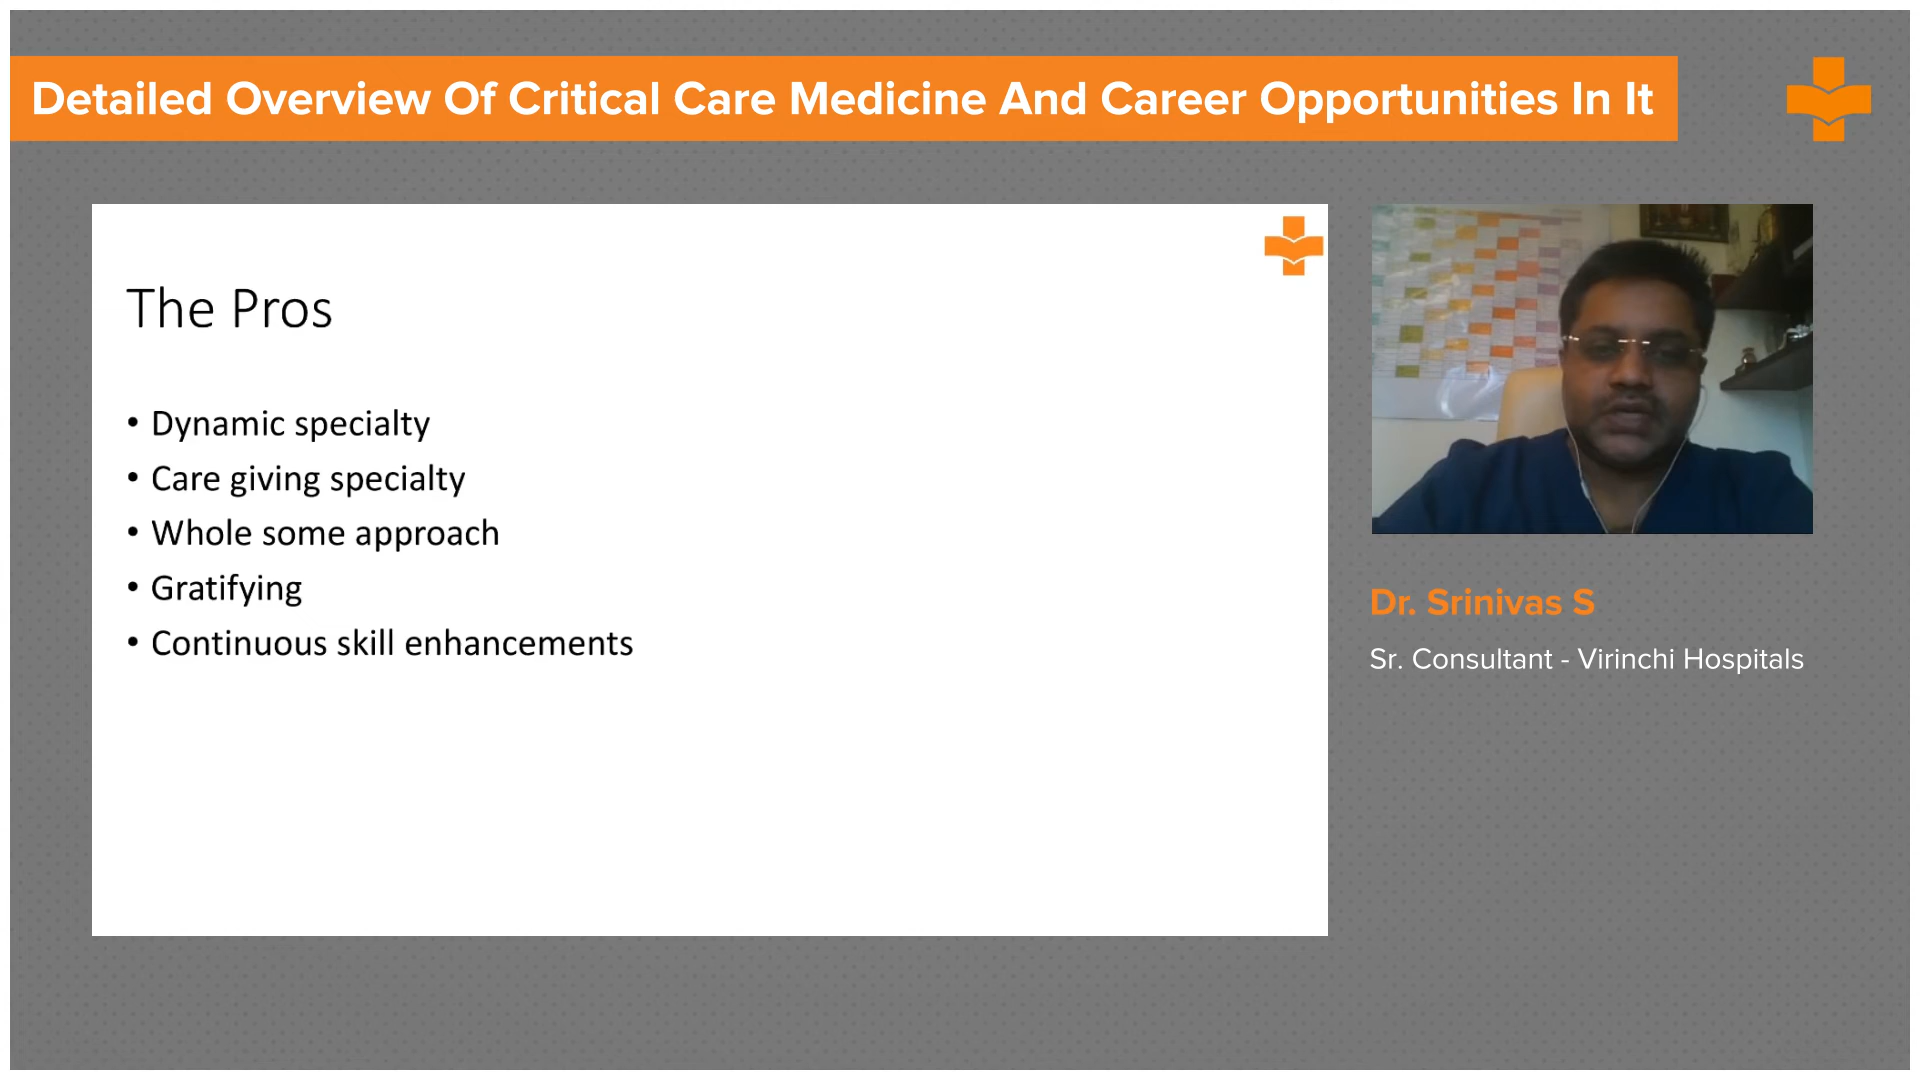 Detailed Overview Of Critical Care Medicine And Career Opportunities In It
The Pros
• Dynamic specialty
• Care giving specialty
• Whole some approach
• Gratifying
• Continuous skill enhancements
Dr. Srinivas S
Sr. Consultant - Virinchi Hospitals